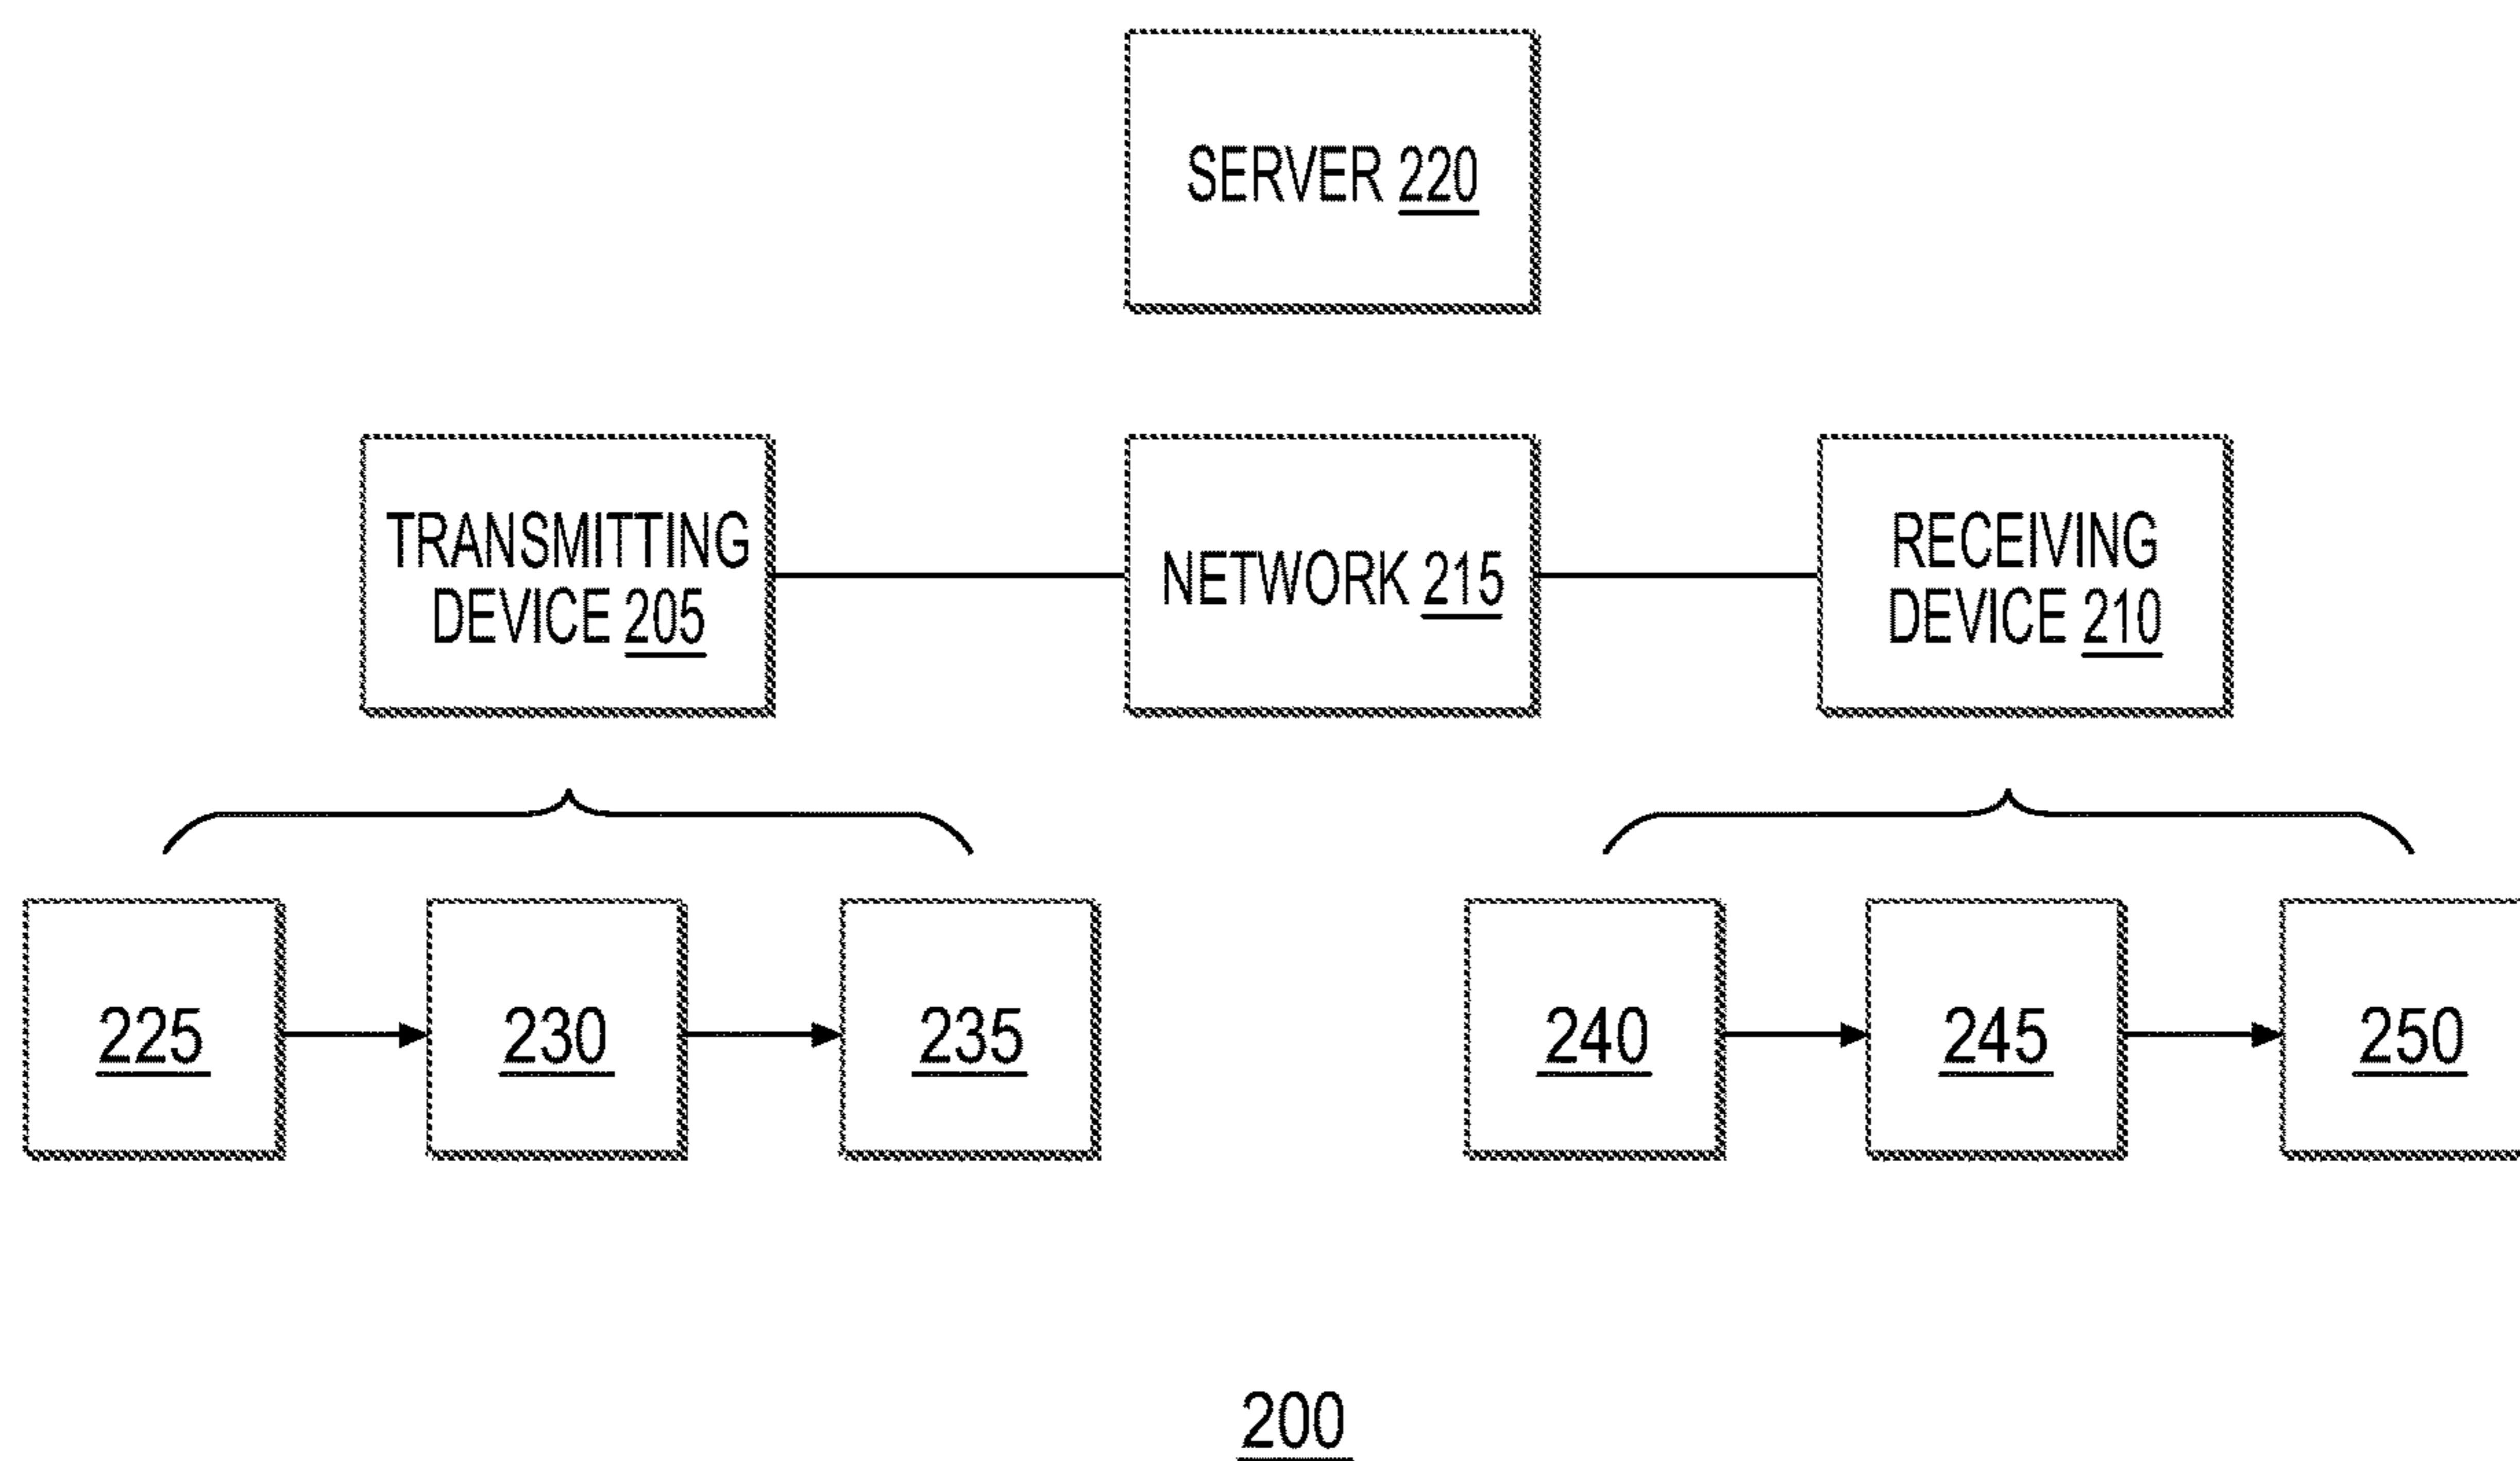 SERVER 220
TRANSMITTING
DEVICE 205
NETWORK 215
RECEIVING
DEVICE 210
225
230
235
240
245
250
200